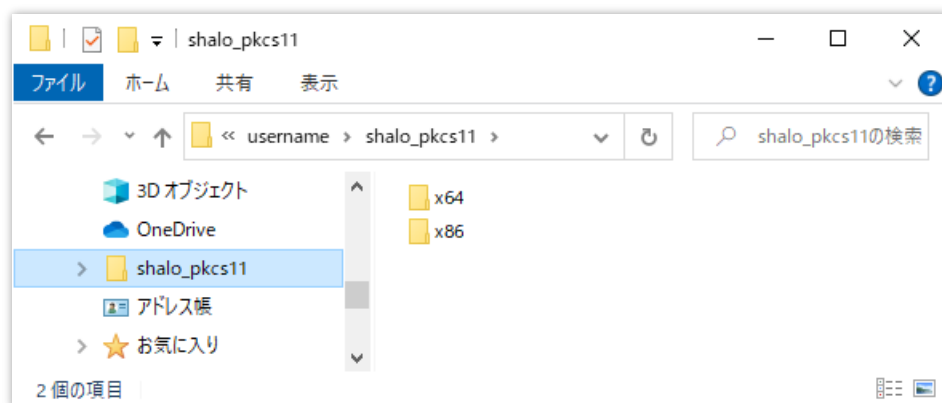 shalo_pkcs11
ファイル ホーム 共有 表示
« username > shalo_pkcs11 > shalo_pkcs11の検索
3D オブジェクト
OneDrive
shalo_pkcs11
アドレス帳
お気に入り
x64
x86
2 個の項目